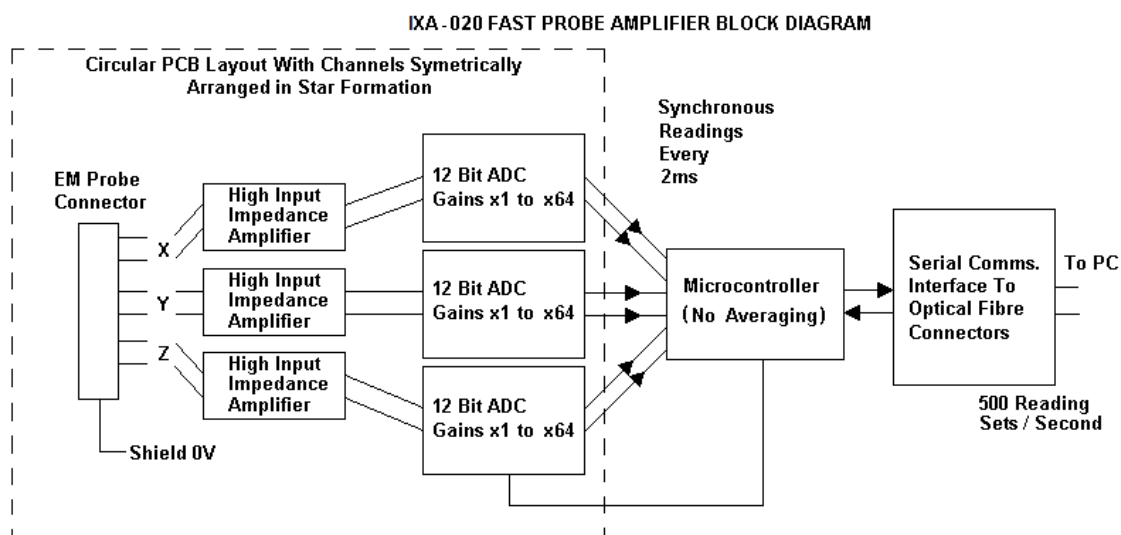 IXA-020 FAST PROBE AMPLIFIER BLOCK DIAGRAM
Circular PCB Layout With Channels Symetrically
Arranged in Star Formation
Synchronous
Readings
Every
2ms
EM Probe
Connector
X
Y
Z
High Input
Impedance
Amplifier
High Input
Impedance
Amplifier
High Input
Impedance
Amplifier
12 Bit ADC
Gains x1 to x64
12 Bit ADC
Gains x1 to x64
12 Bit ADC
Gains x1 to x64
Microcontroller
(No Averaging)
Serial Comms.
Interface To
Optical Fibre
Connectors
To PC
500 Reading
Sets / Second
Shield 0V